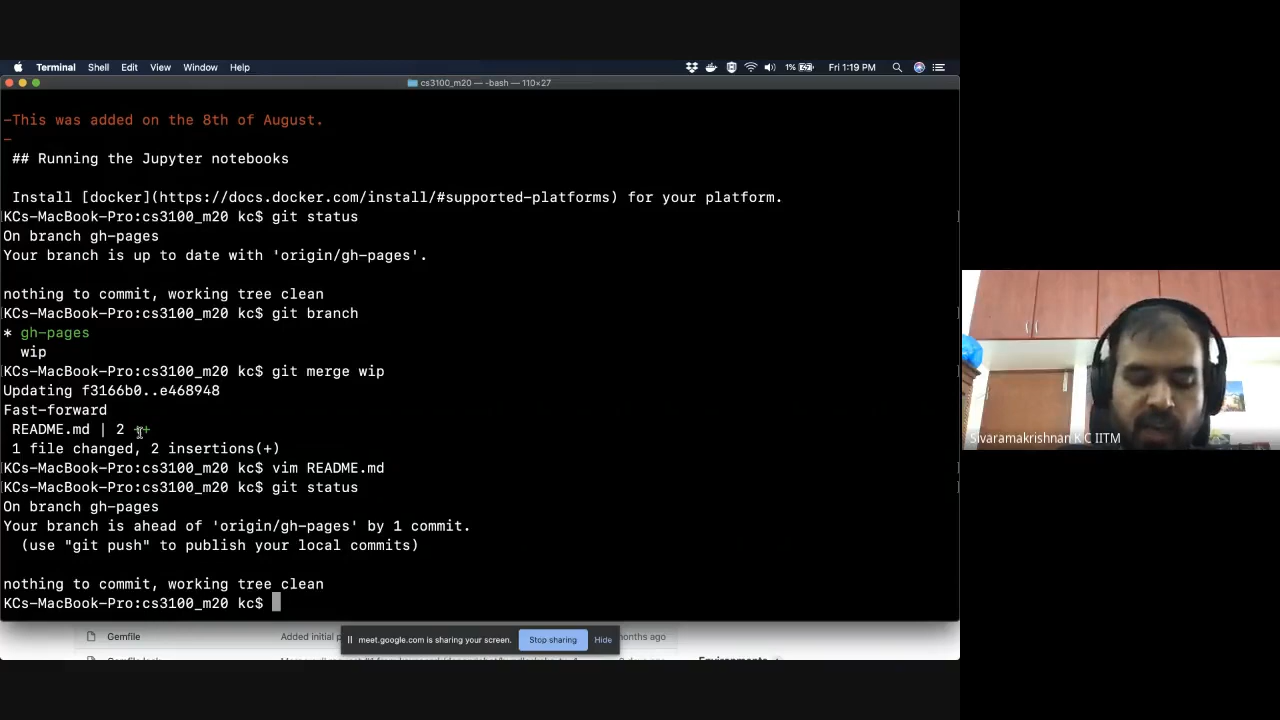 Terminal Shell Edit View Window Help 1% Fri 1:19 PM
cs3100_m20 — -bash — 110×27
-This was added on the 8th of August.
-
## Running the Jupyter notebooks
Install [docker](https://docs.docker.com/install/#supported-platforms) for your platform.
KCs-MacBook-Pro:cs3100_m20 kc$ git status
On branch gh-pages
Your branch is up to date with 'origin/gh-pages'.
nothing to commit, working tree clean
KCs-MacBook-Pro:cs3100_m20 kc$ git branch
* gh-pages
wip
KCs-MacBook-Pro:cs3100_m20 kc$ git merge wip
Updating f3166b0..e468948
Fast-forward
README.md | 2 ++
1 file changed, 2 insertions(+)
KCs-MacBook-Pro:cs3100_m20 kc$ vim README.md
Sivaramakrishnan K C IITM
KCs-MacBook-Pro:cs3100_m20 kc$ git status
On branch gh-pages
Your branch is ahead of 'origin/gh-pages' by 1 commit.
(use "git push" to publish your local commits)
nothing to commit, working tree clean
KCs-MacBook-Pro:cs3100_m20 kc$
Gemfile Added initial months ago
meet.google.com is sharing your screen. Stop sharing Hide